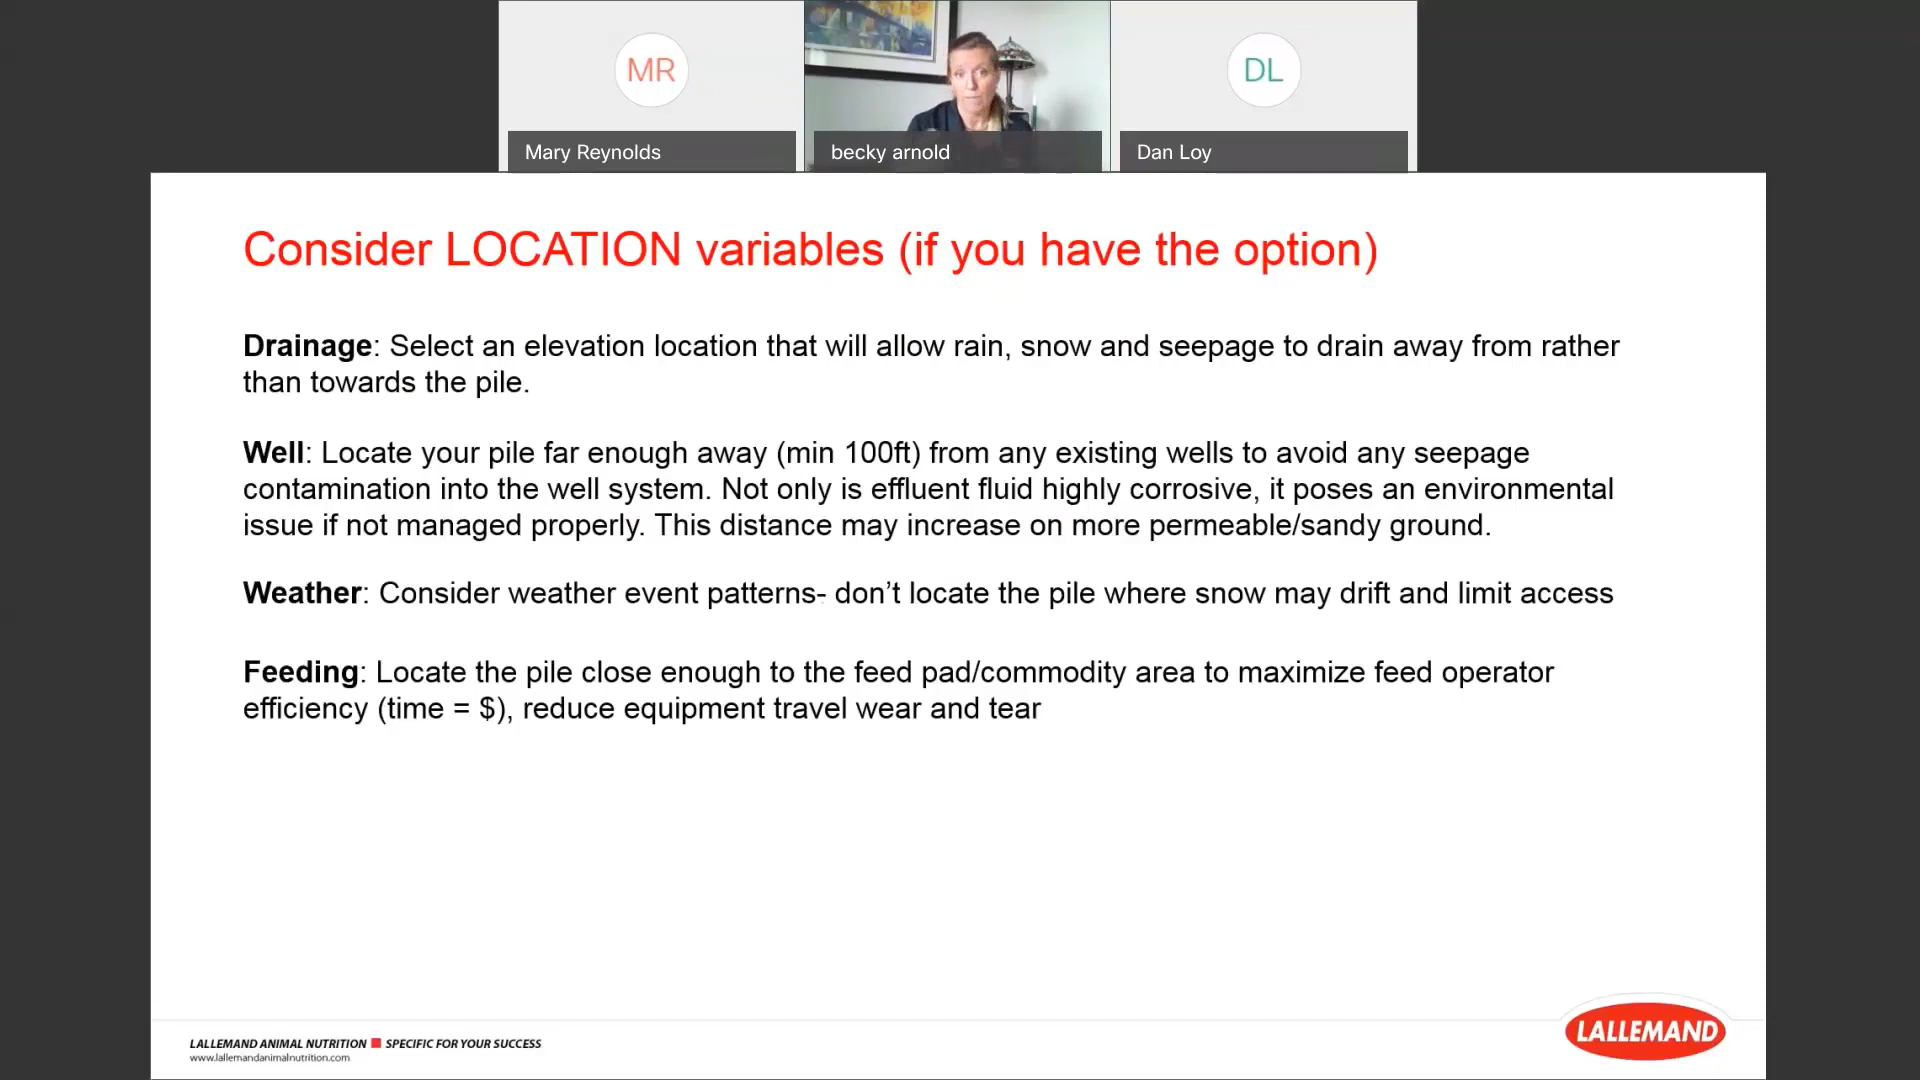 MR
DL
Mary Reynolds
becky arnold
Dan Loy
Consider LOCATION variables (if you have the option)
Drainage: Select an elevation location that will allow rain, snow and seepage to drain away from rather
than towards the pile.
Well: Locate your pile far enough away (min 100ft) from any existing wells to avoid any seepage
contamination into the well system. Not only is effluent fluid highly corrosive, it poses an environmental
issue if not managed properly. This distance may increase on more permeable/sandy ground.
Weather: Consider weather event patterns- don’t locate the pile where snow may drift and limit access
Feeding: Locate the pile close enough to the feed pad/commodity area to maximize feed operator
efficiency (time = $), reduce equipment travel wear and tear
LALLEMAND ANIMAL NUTRITION SPECIFIC FOR YOUR SUCCESS
www.lallemandanimalnutrition.com
LALLEMAND